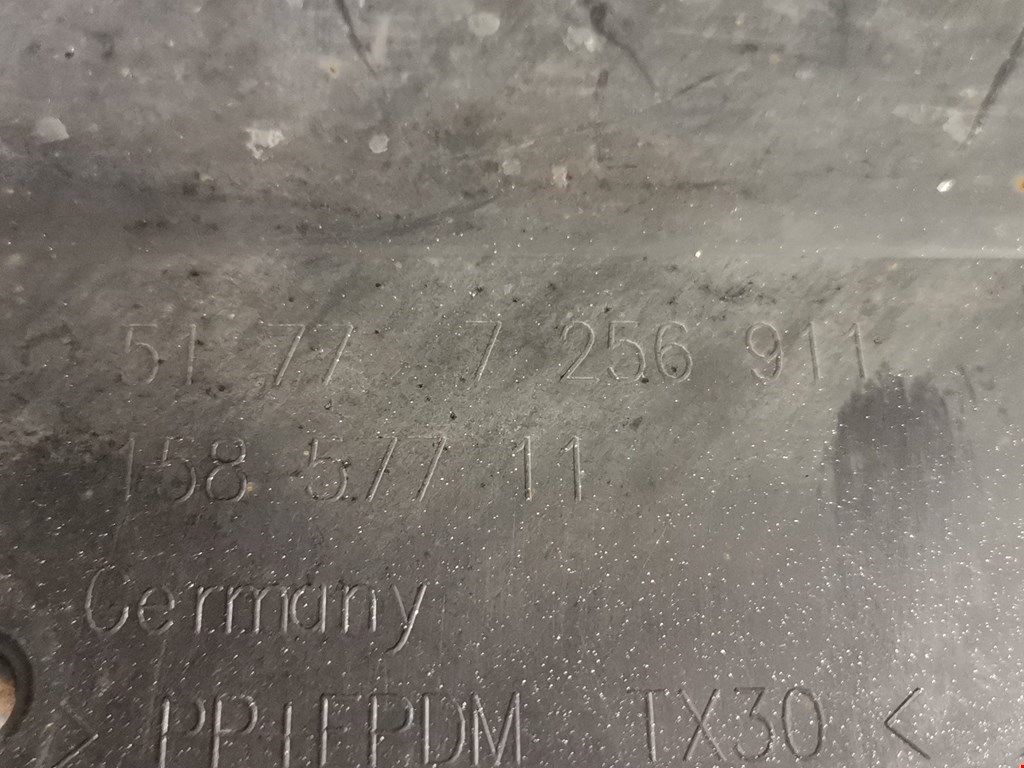 51 77 7 256 911
158 577 11
Germany
> PP+EPDM TX30 <